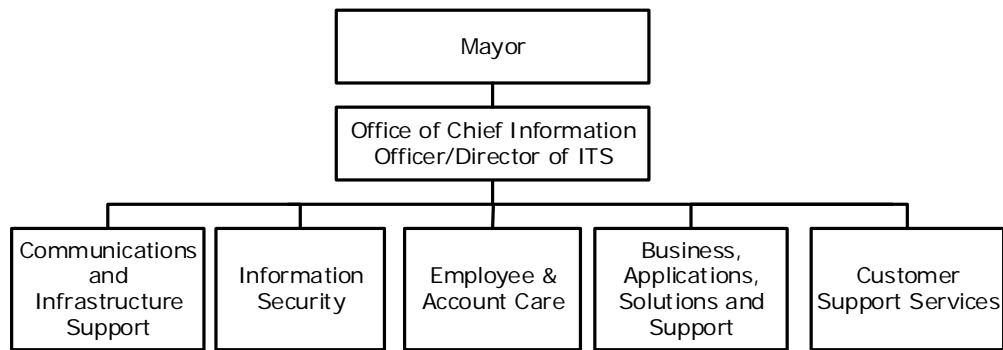 Mayor
Office of Chief Information
Officer/Director of ITS
Communications
and
Infrastructure
Support
Information
Security
Employee &
Account Care
Business,
Applications,
Solutions and
Support
Customer
Support Services